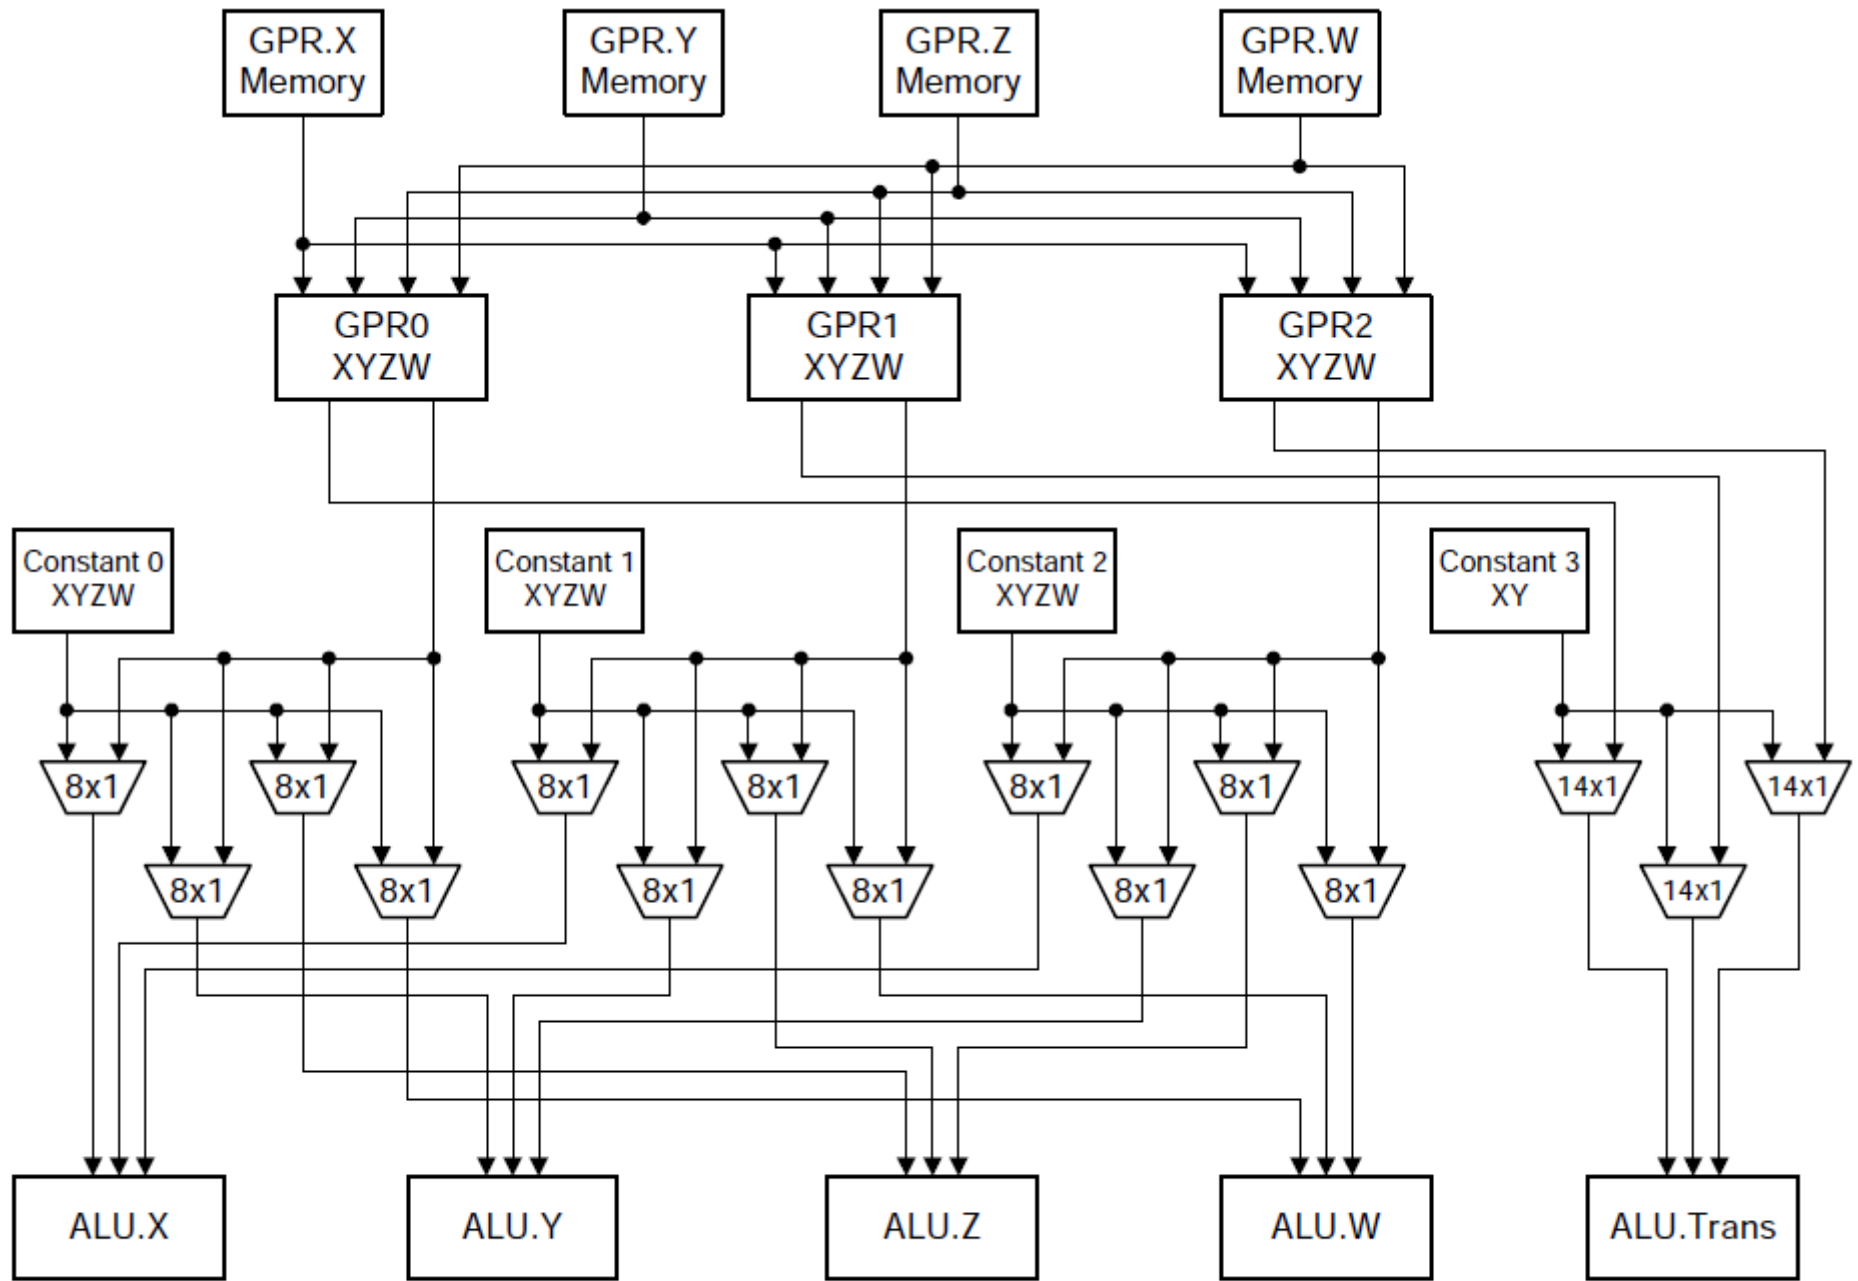 GPR.X
Memory
GPR.Y
Memory
GPR.Z
Memory
GPR.W
Memory
GPR0
XYZW
GPR1
XYZW
GPR2
XYZW
Constant 0
XYZW
Constant 1
XYZW
Constant 2
XYZW
Constant 3
XY
8x1
8x1
8x1
8x1
8x1
8x1
14x1
14x1
8x1
8x1
8x1
8x1
8x1
8x1
14x1
ALU.X
ALU.Y
ALU.Z
ALU.W
ALU.Trans